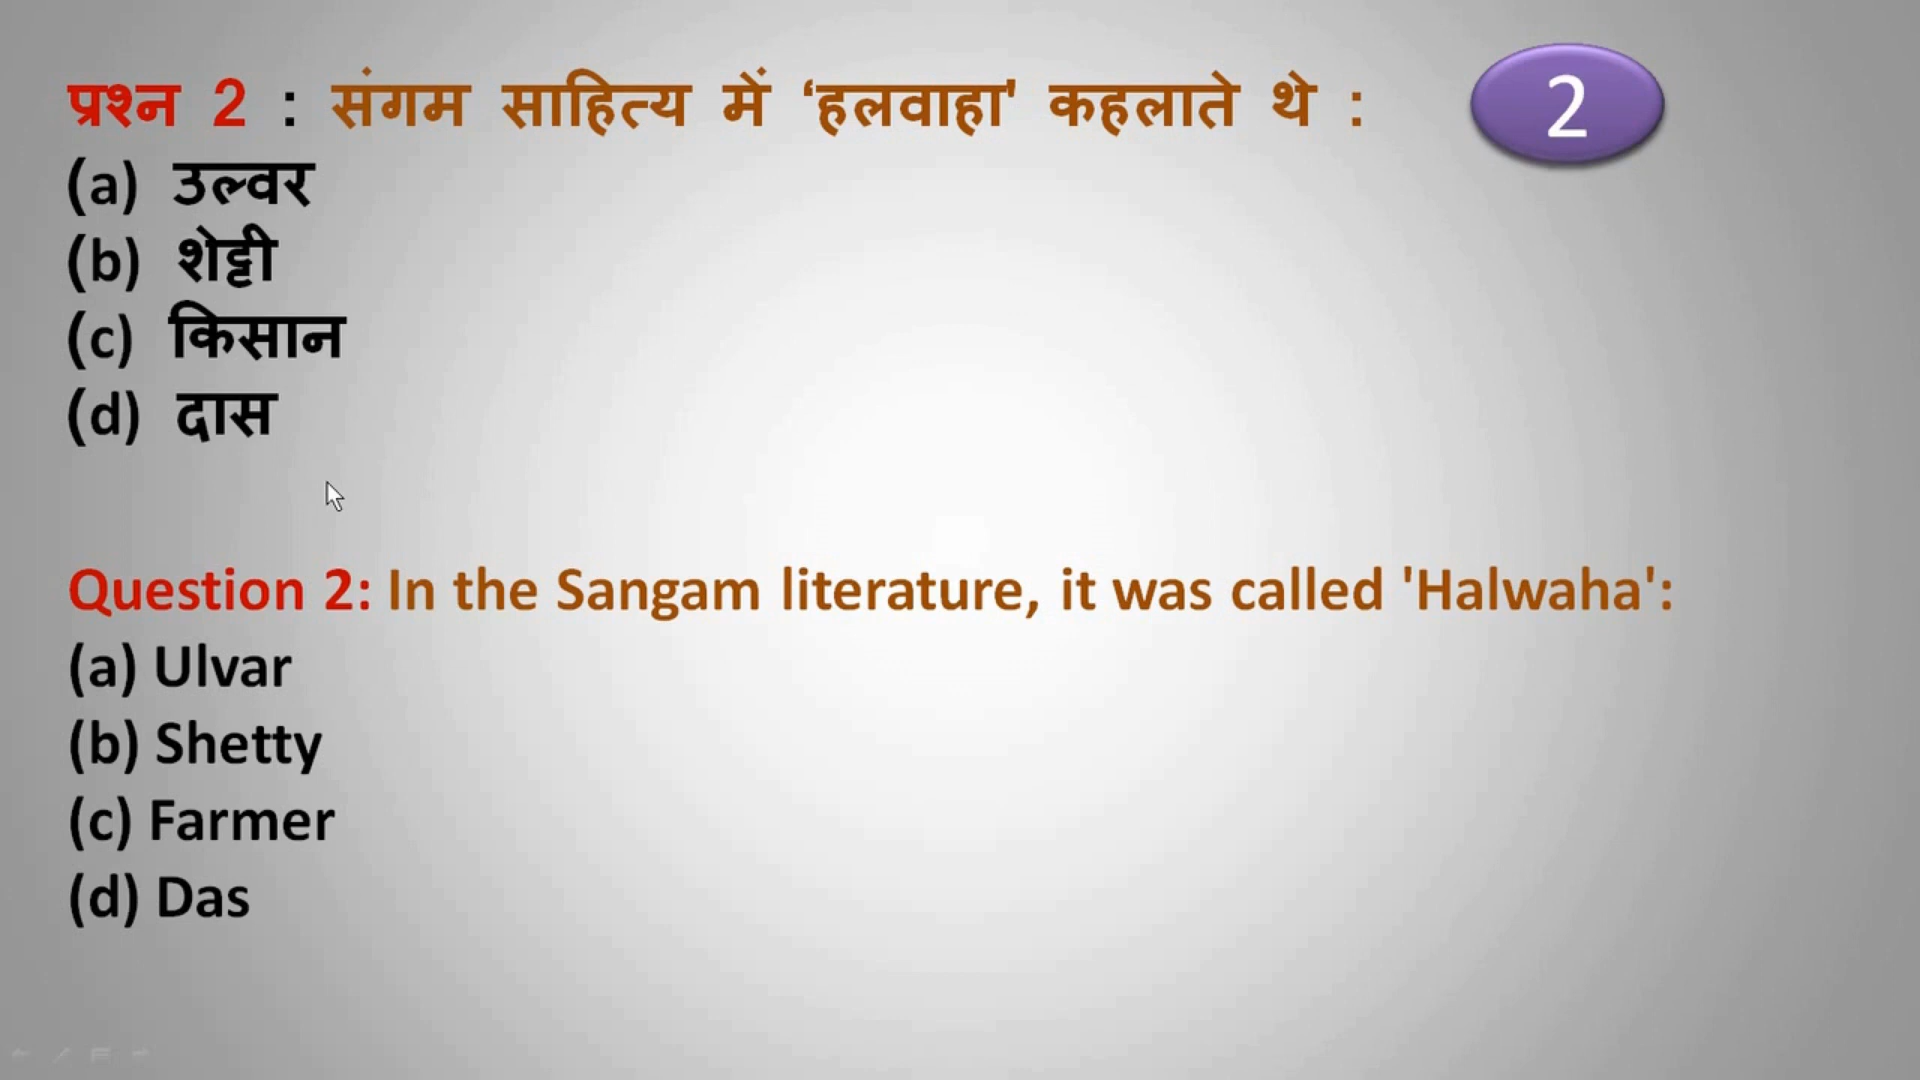 प्रश्न 2 : संगम साहित्य में ‘हलवाहा' कहलाते थे :
2
(a) उल्वर
(b) शेट्टी
(c) किसान
(d) दास
Question 2: In the Sangam literature, it was called 'Halwaha':
(a) Ulvar
(b) Shetty
(c) Farmer
(d) Das